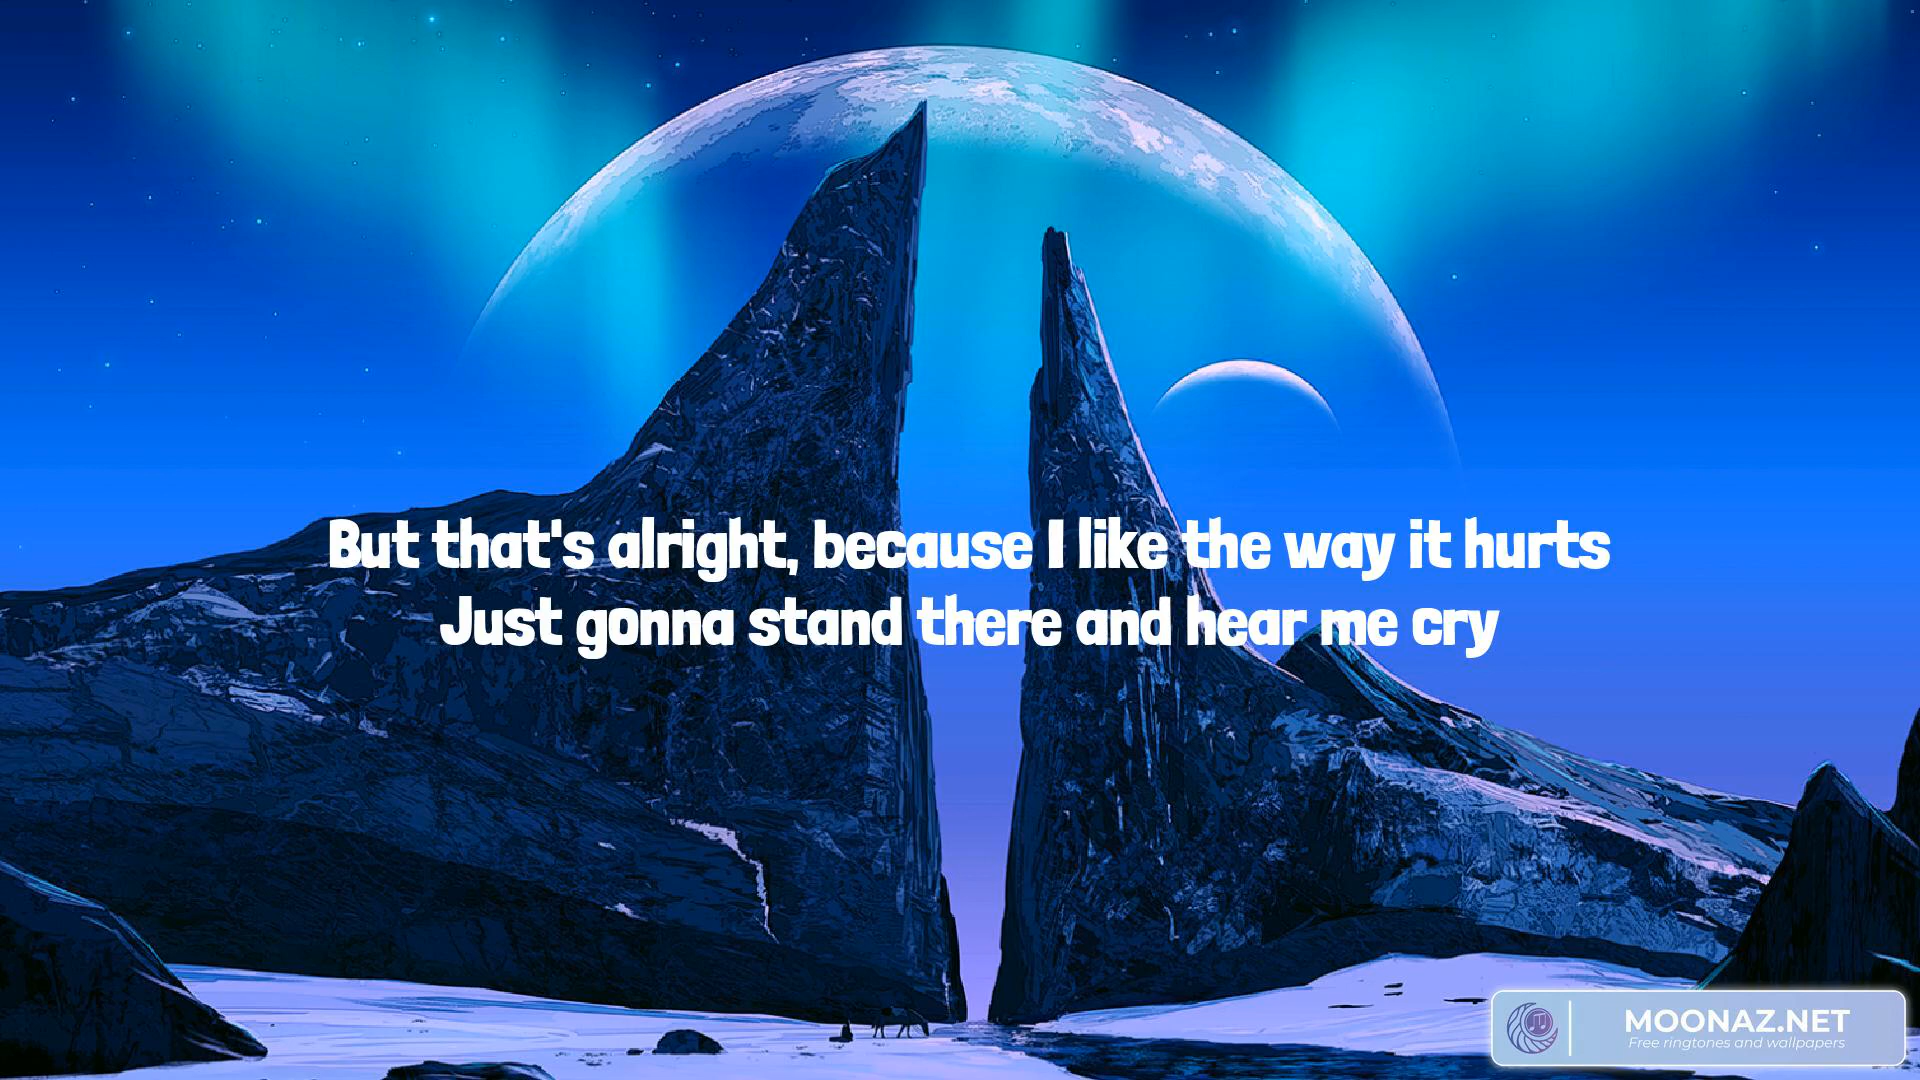 But that's alright, because I like the way it hurts
Just gonna stand there and hear me cry
MOONAZ.NET
Free ringtones and wallpapers